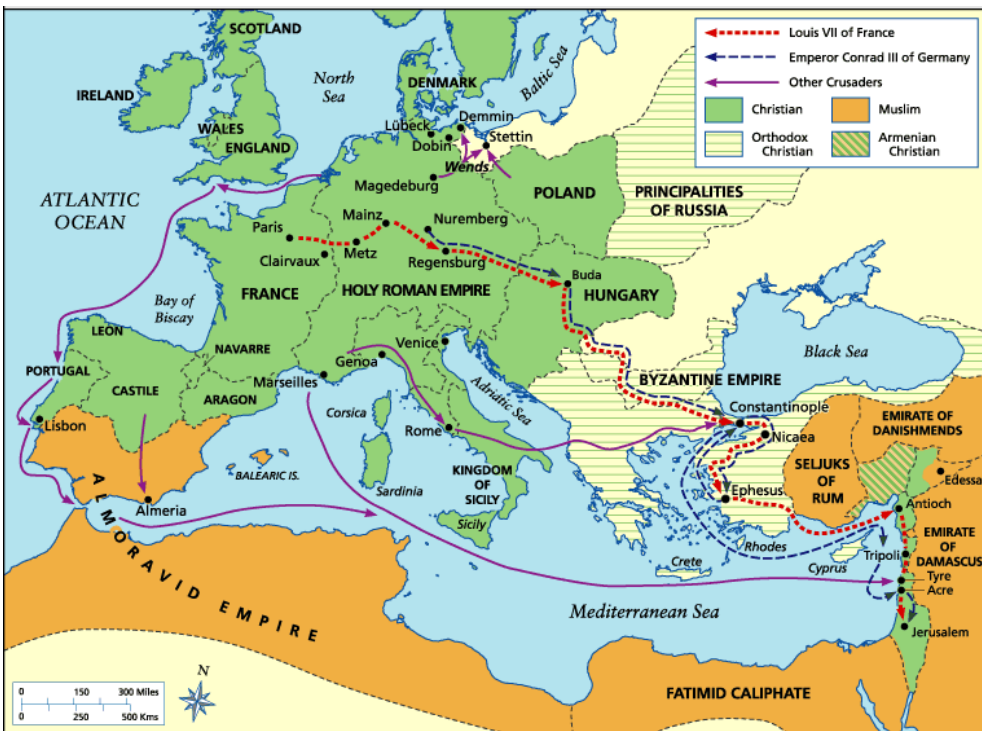 SCOTLAND
North
Sea
IRELAND
WALES
ENGLAND
DENMARK
Baltic Sea
Lübeck
Demmin
Dobin
Stettin
Wends
Magedeburg
POLAND
PRINCIPALITIES
OF RUSSIA
Louis VII of France
Emperor Conrad III of Germany
Other Crusaders
Christian
Muslim
Orthodox
Christian
Armenian
Christian
ATLANTIC
OCEAN
Paris
Mainz
Nuremberg
Clairvaux
Metz
Regensburg
Buda
FRANCE
HOLY ROMAN EMPIRE
HUNGARY
Bay of
Biscay
LEON
NAVARRE
PORTUGAL
CASTILE
ARAGON
Marseilles
Genoa
Venice
Adriatic Sea
Black Sea
BYZANTINE EMPIRE
Constantinople
Nicaea
Lisbon
Corsica
Rome
BALEARIC IS.
Sardinia
KINGDOM
OF
SICILY
Sicily
Almeria
ALMORAVID EMPIRE
SELJUKS
OF
RUM
EMIRATE OF
DANISHMENDS
Edessa
Ephesus
Antioch
Rhodes
Crete
Cyprus
Tripoli
EMIRATE
OF
DAMASCUS
Tyre
Acre
Jerusalem
Mediterranean Sea
FATIMID CALIPHATE
N
0 150 300 Miles
0 250 500 Kms